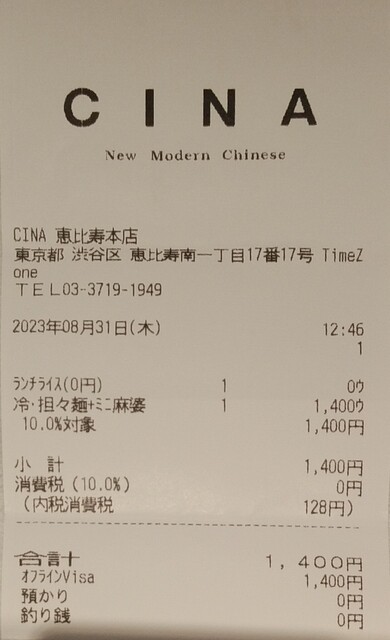 CINA
New Modern Chinese
CINA 恵比寿本店
東京都 渋谷区 恵比寿南一丁目17番17号 TimeZ
one
TEL03-3719-1949
2023年08月31日(木) 12:46
1
ﾗﾝﾁﾗｲｽ(0円) 1 0ウ
冷・担々麺+ﾐﾆ麻婆 1 1,400ウ
10.0%対象 1,400円
小 計 1,400円
消費税 (10.0%) 0円
(内税消費税 128円)
合計 1,400円
ｵﾌﾗｲﾝVisa 1,400円
預かり 0円
釣り銭 0円